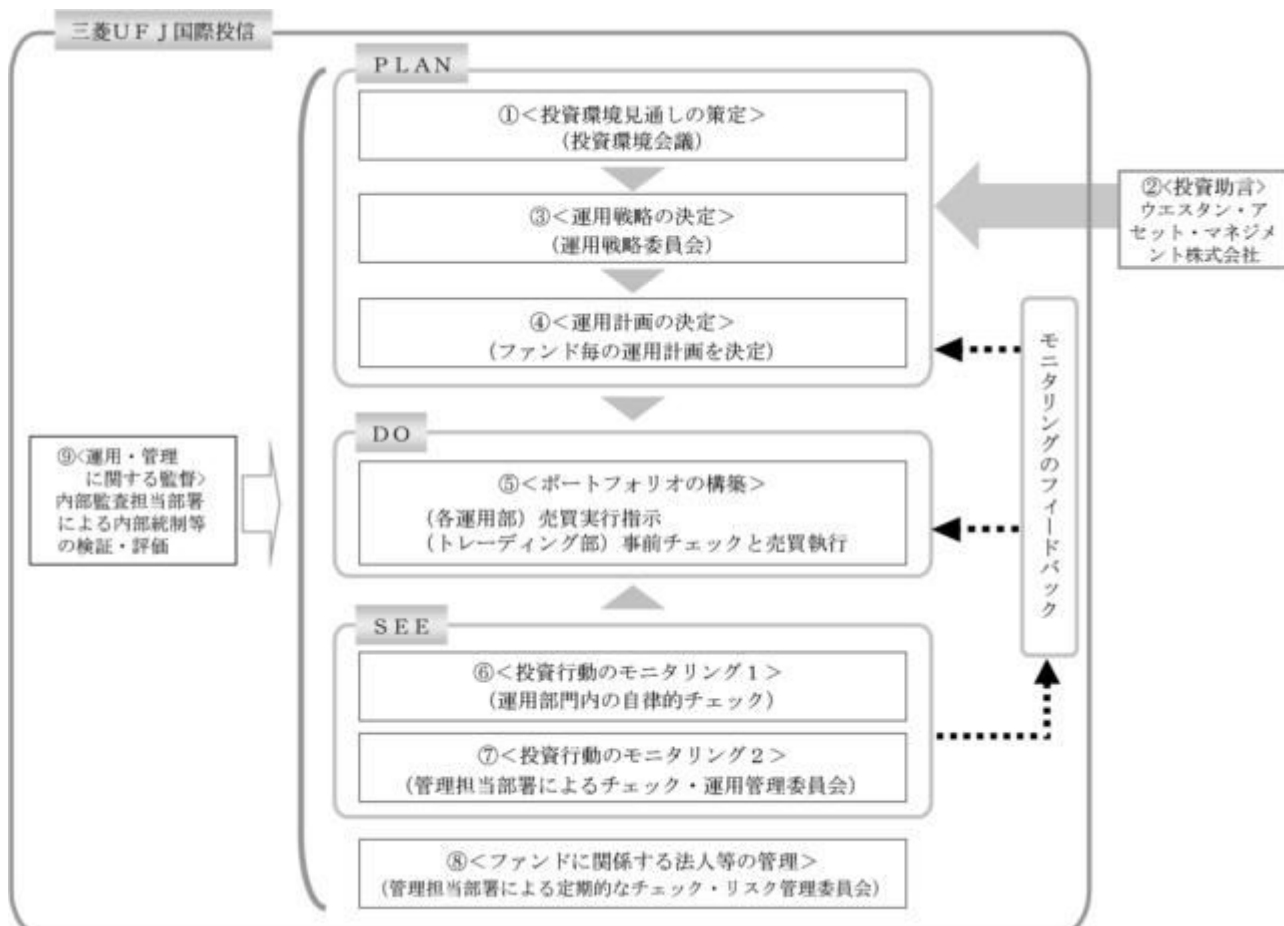 三菱ＵＦＪ国際投信
ＰＬＡＮ
①＜投資環境見通しの策定＞
(投資環境会議)
②<投資助言>
ウエスタン・ア
セット・マネジメ
ント株式会社
③＜運用戦略の決定＞
(運用戦略委員会)
④＜運用計画の決定＞
(ファンド毎の運用計画を決定)
モニタリングのフィードバック
ＤＯ
⑤＜ポートフォリオの構築＞
(各運用部) 売買実行指示
(トレーディング部) 事前チェックと売買執行
⑨<運用・管理
に関する監督>
内部監査担当部署
による内部統制等
の検証・評価
ＳＥＥ
⑥＜投資行動のモニタリング１＞
(運用部門内の自律的チェック)
⑦＜投資行動のモニタリング２＞
(管理担当部署によるチェック・運用管理委員会)
⑧＜ファンドに関係する法人等の管理＞
(管理担当部署による定期的なチェック・リスク管理委員会)